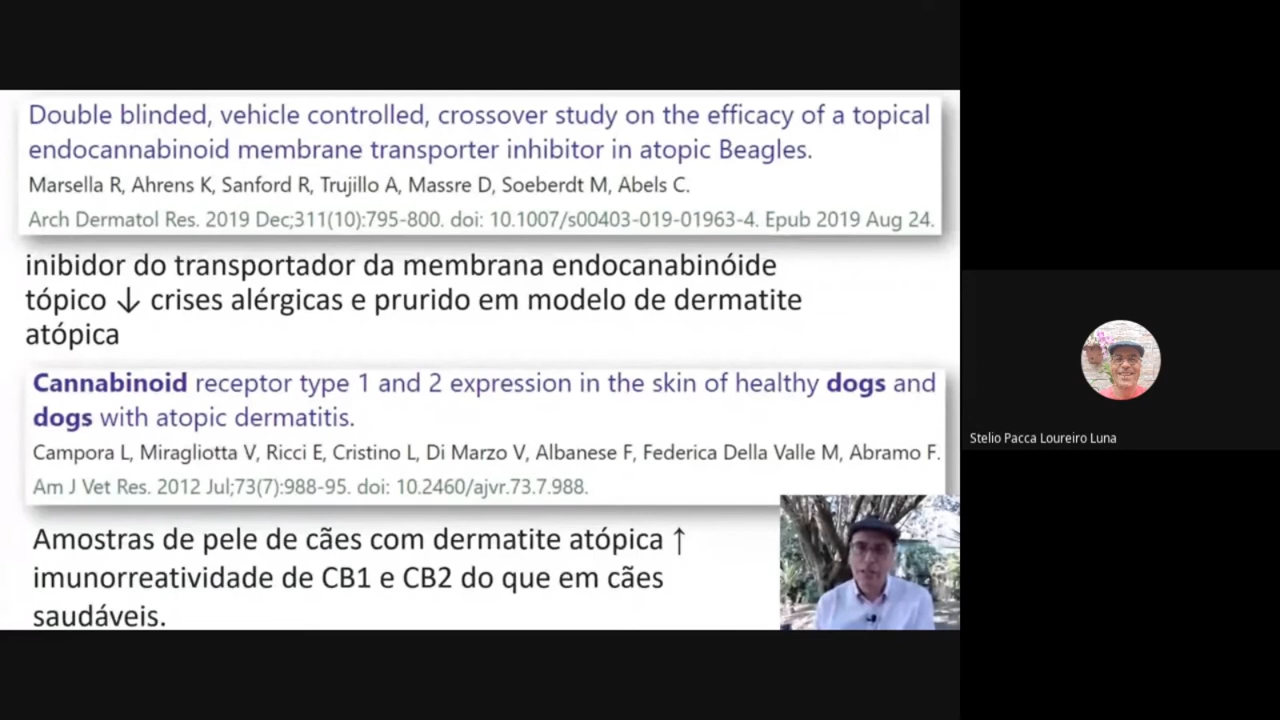 Double blinded, vehicle controlled, crossover study on the efficacy of a topical
endocannabinoid membrane transporter inhibitor in atopic Beagles.
Marsella R, Ahrens K, Sanford R, Trujillo A, Massre D, Soeberdt M, Abels C.
Arch Dermatol Res. 2019 Dec;311(10):795-800. doi: 10.1007/s00403-019-01963-4. Epub 2019 Aug 24.
inibidor do transportador da membrana endocanabinóide
tópico ↓ crises alérgicas e prurido em modelo de dermatite
atópica
Cannabinoid receptor type 1 and 2 expression in the skin of healthy dogs and
dogs with atopic dermatitis.
Campora L, Miragliotta V, Ricci E, Cristino L, Di Marzo V, Albanese F, Federica Della Valle M, Abramo F.
Am J Vet Res. 2012 Jul;73(7):988-95. doi: 10.2460/ajvr.73.7.988.
Amostras de pele de cães com dermatite atópica ↑
imunorreatividade de CB1 e CB2 do que em cães
saudáveis.
Stelio Pacca Loureiro Luna